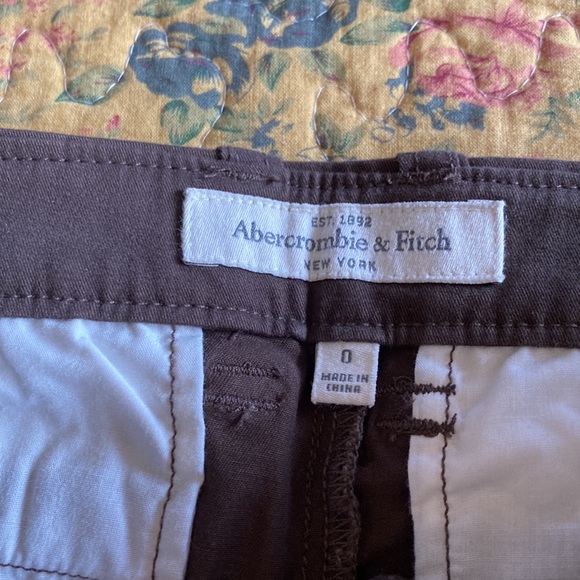 EST. 1892
Abercrombie & Fitch
NEW YORK
0
MADE IN
CHINA